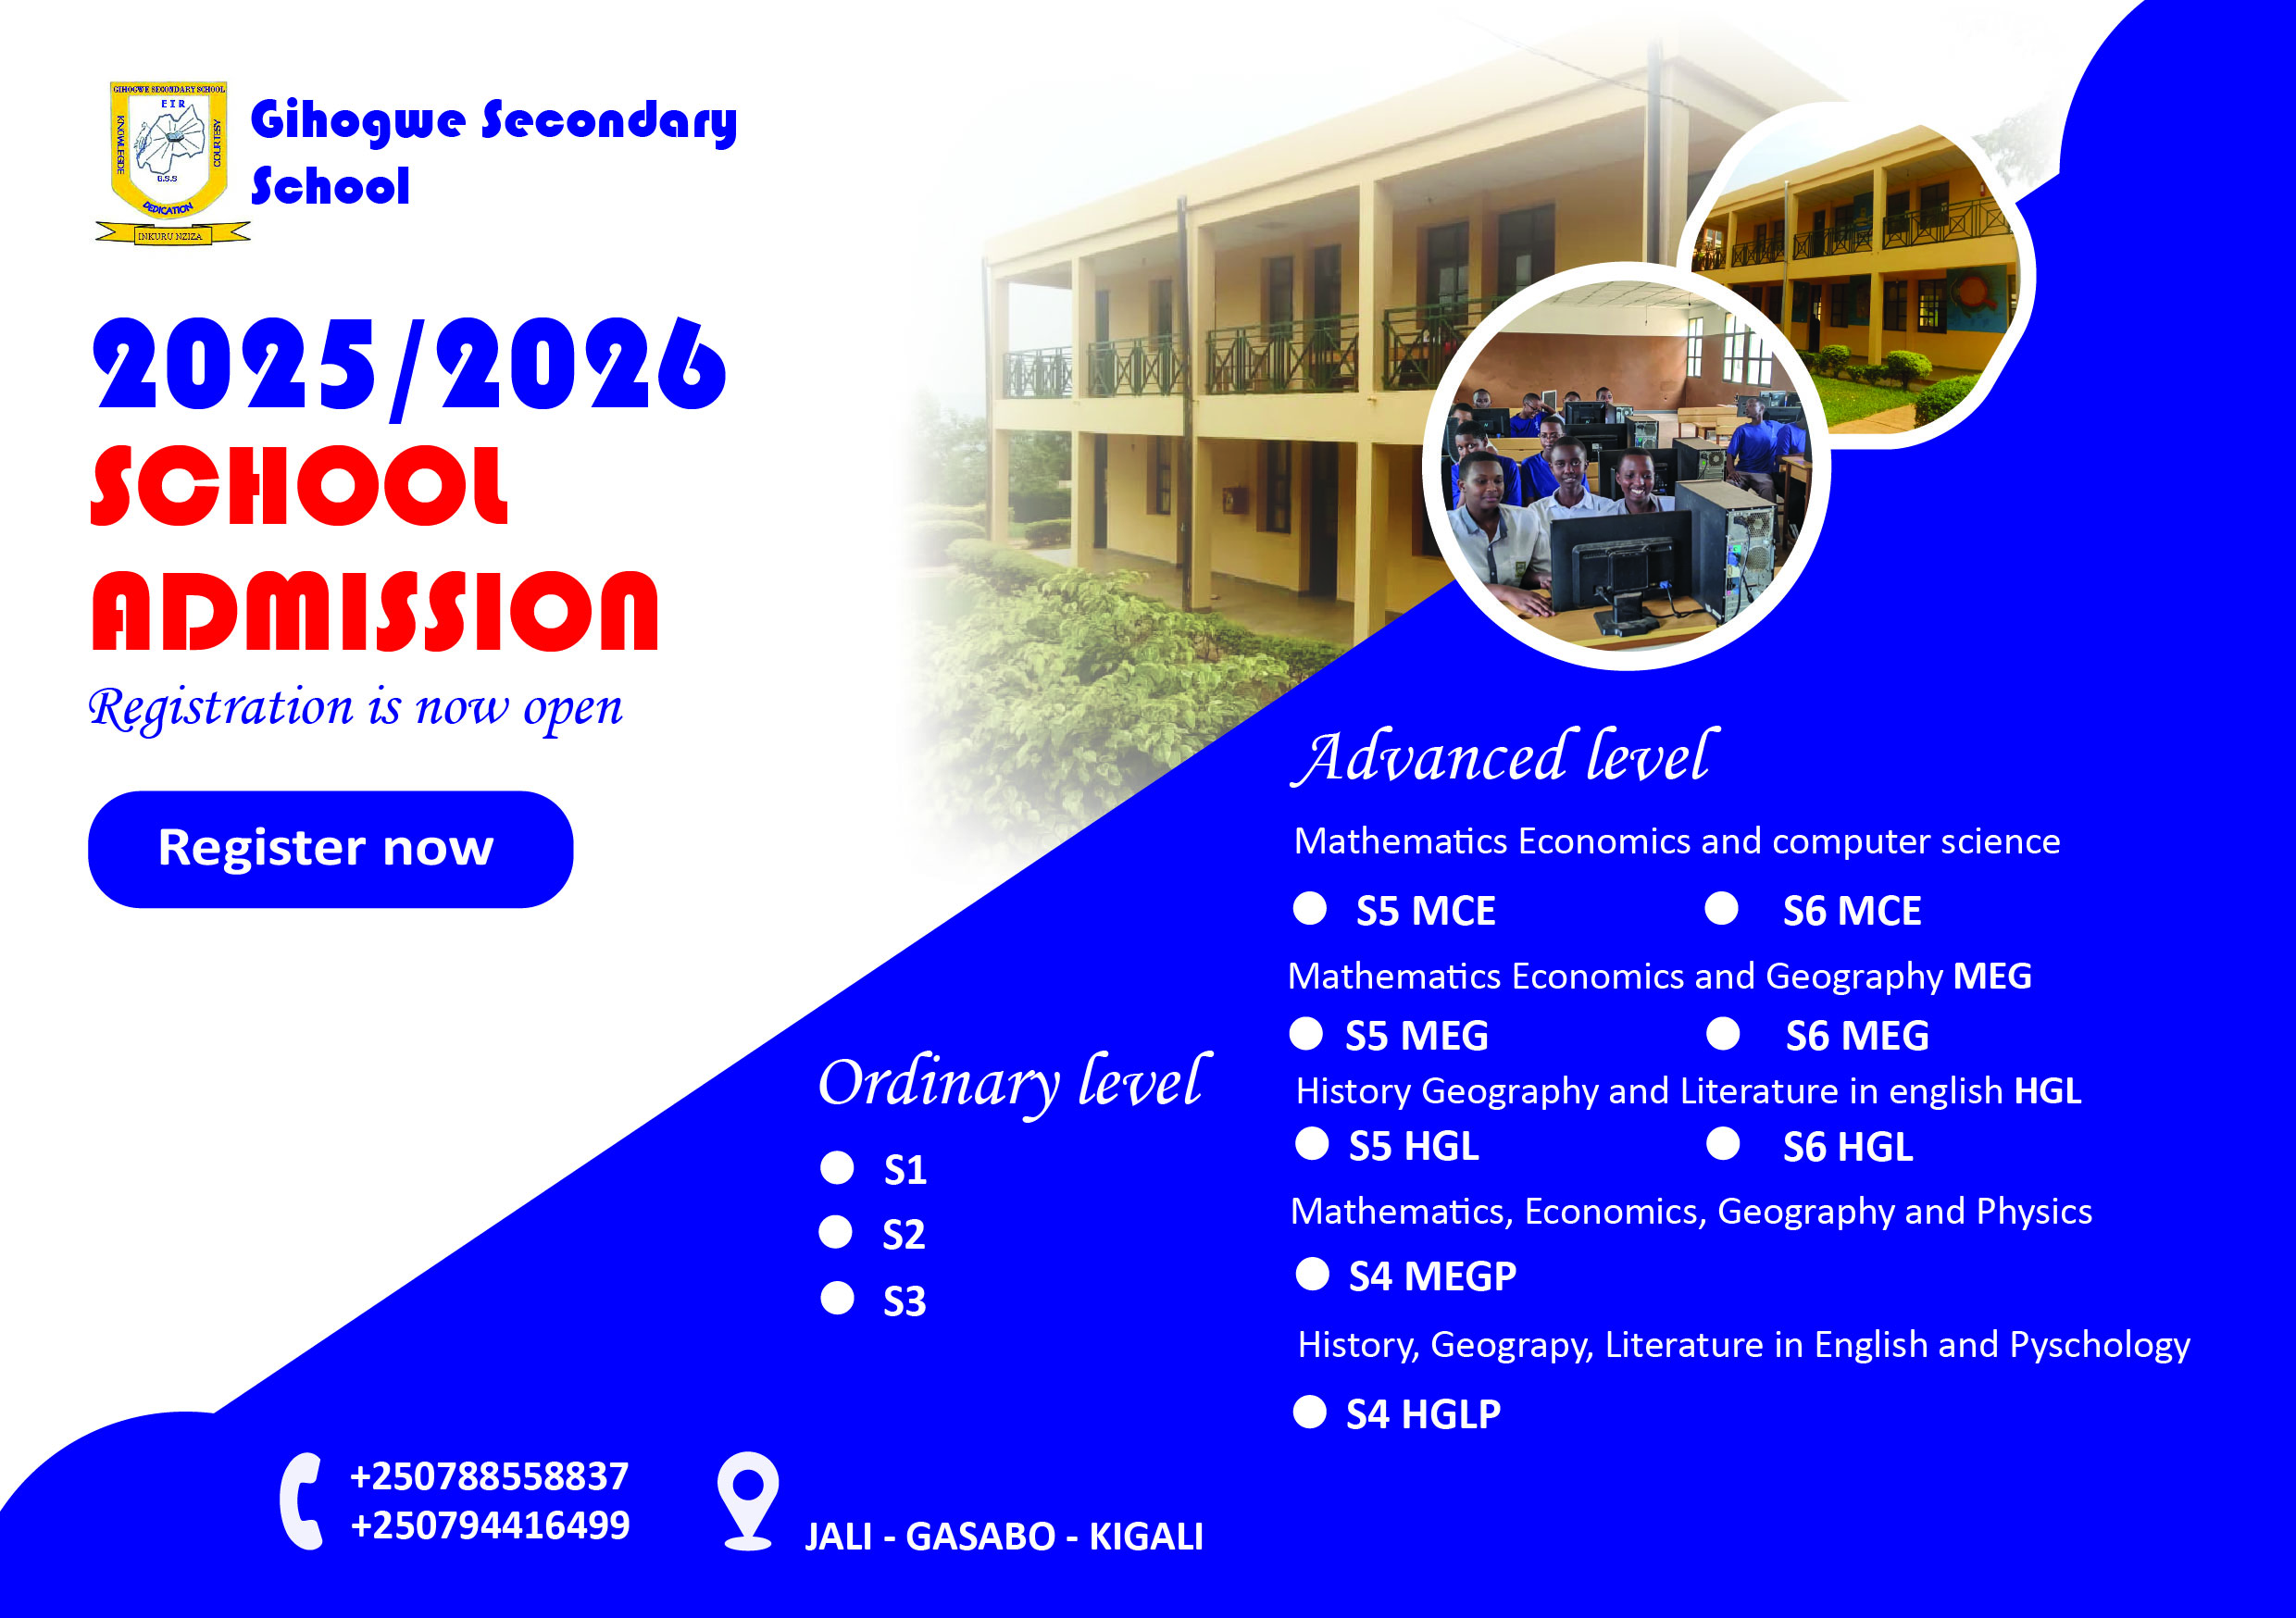 GIHOGWE SECONDARY SCHOOL
E I R
KNOWLEGDE
COURTESY
G.S.S
DEDICATION
INKURU NZIZA
Gihogwe Secondary
School
2025/2026
SCHOOL
ADMISSION
Registration is now open
Register now
Ordinary level
S1
S2
S3
Advanced level
Mathematics Economics and computer science
S5 MCE S6 MCE
Mathematics Economics and Geography MEG
S5 MEG S6 MEG
History Geography and Literature in english HGL
S5 HGL S6 HGL
Mathematics, Economics, Geography and Physics
S4 MEGP
History, Geograpy, Literature in English and Pyschology
S4 HGLP
+250788558837
+250794416499
JALI - GASABO - KIGALI